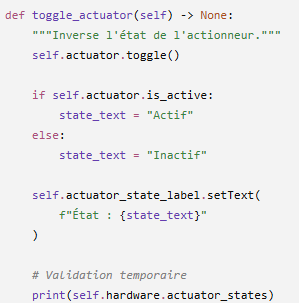 def toggle_actuator(self) -> None:
    """Inverse l'état de l'actionneur."""
    self.actuator.toggle()

    if self.actuator.is_active:
        state_text = "Actif"
    else:
        state_text = "Inactif"

    self.actuator_state_label.setText(
        f"État : {state_text}"
    )

    # Validation temporaire
    print(self.hardware.actuator_states)